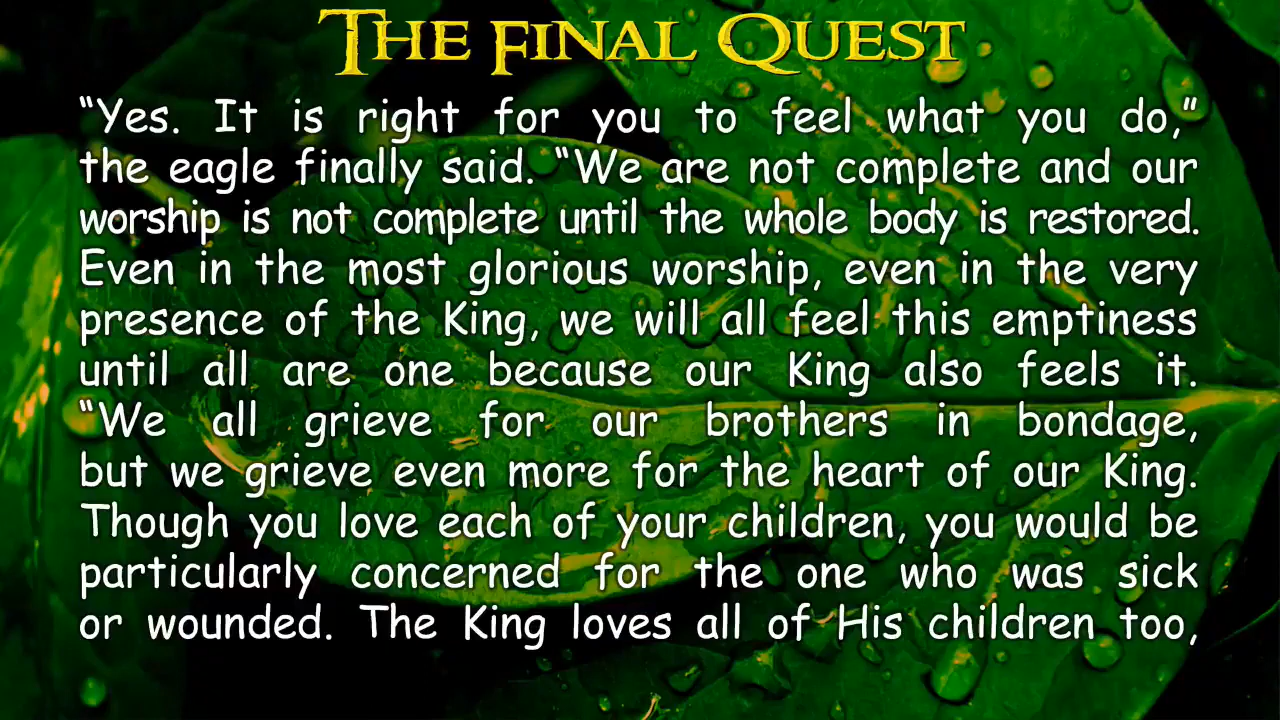 The Final Quest
“Yes. It is right for you to feel what you do,”
the eagle finally said. “We are not complete and our
worship is not complete until the whole body is restored.
Even in the most glorious worship, even in the very
presence of the King, we will all feel this emptiness
until all are one because our King also feels it.
“We all grieve for our brothers in bondage,
but we grieve even more for the heart of our King.
Though you love each of your children, you would be
particularly concerned for the one who was sick
or wounded. The King loves all of His children too,